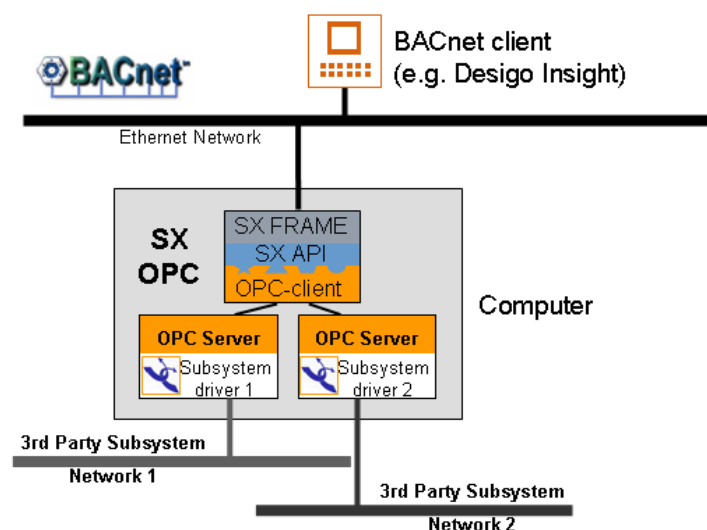 BACnet™
BACnet client
(e.g. Desigo Insight)
Ethernet Network
SX
OPC
SX FRAME
SX API
OPC-client
Computer
OPC Server
Subsystem
driver 1
OPC Server
Subsystem
driver 2
3rd Party Subsystem
Network 1
3rd Party Subsystem
Network 2